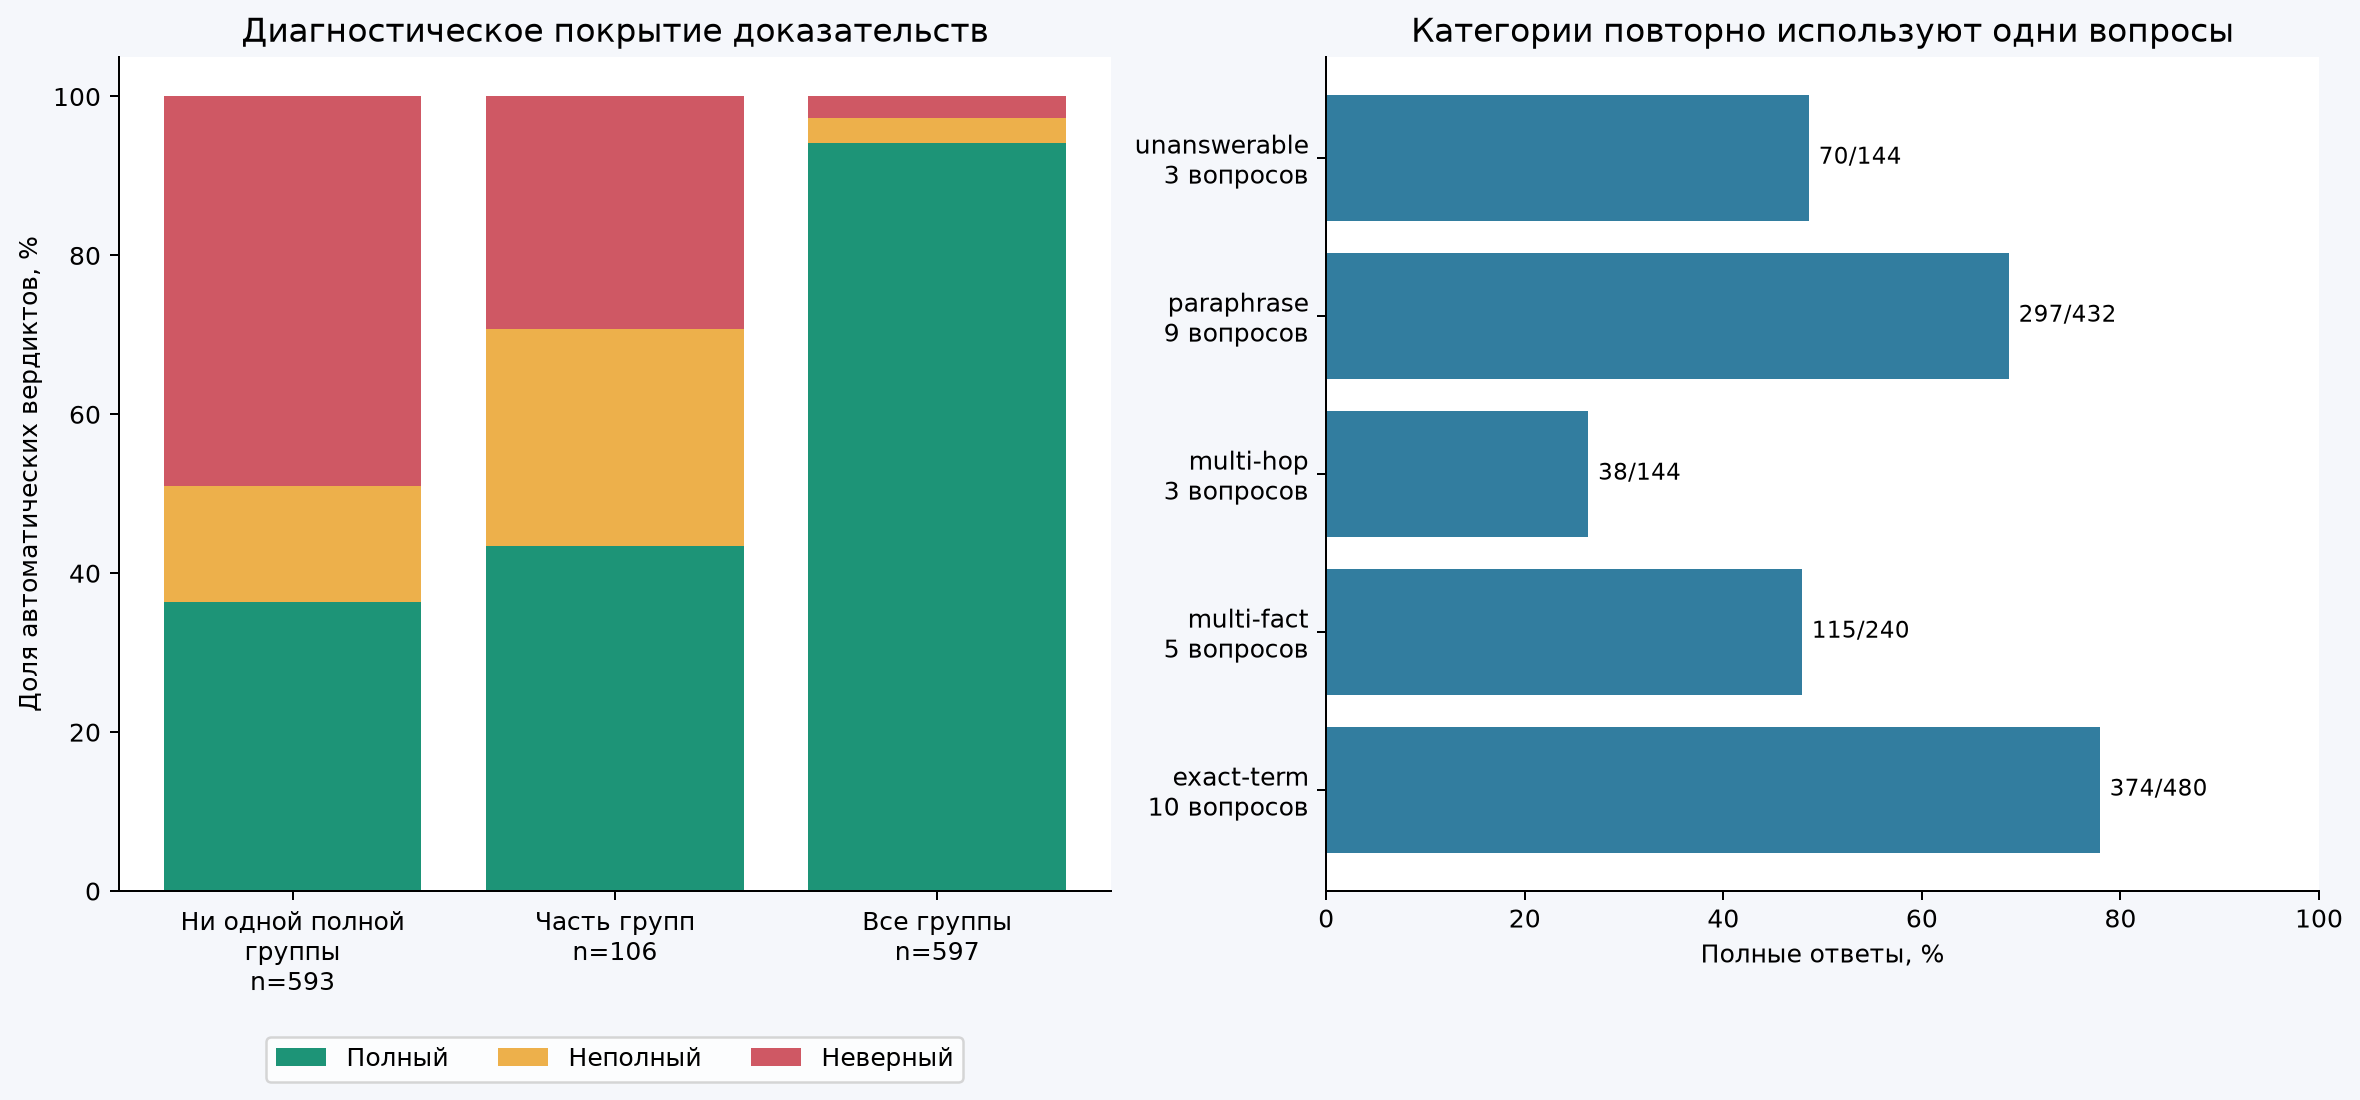 Диагностическое покрытие доказательств
Доля автоматических вердиктов, %
100
80
60
40
20
0
Ни одной полной
группы
n=593
Часть групп
n=106
Все группы
n=597
Полный
Неполный
Неверный
Категории повторно используют одни вопросы
unanswerable
3 вопросов
70/144
paraphrase
9 вопросов
297/432
multi-hop
3 вопросов
38/144
multi-fact
5 вопросов
115/240
exact-term
10 вопросов
374/480
0
20
40
60
80
100
Полные ответы, %